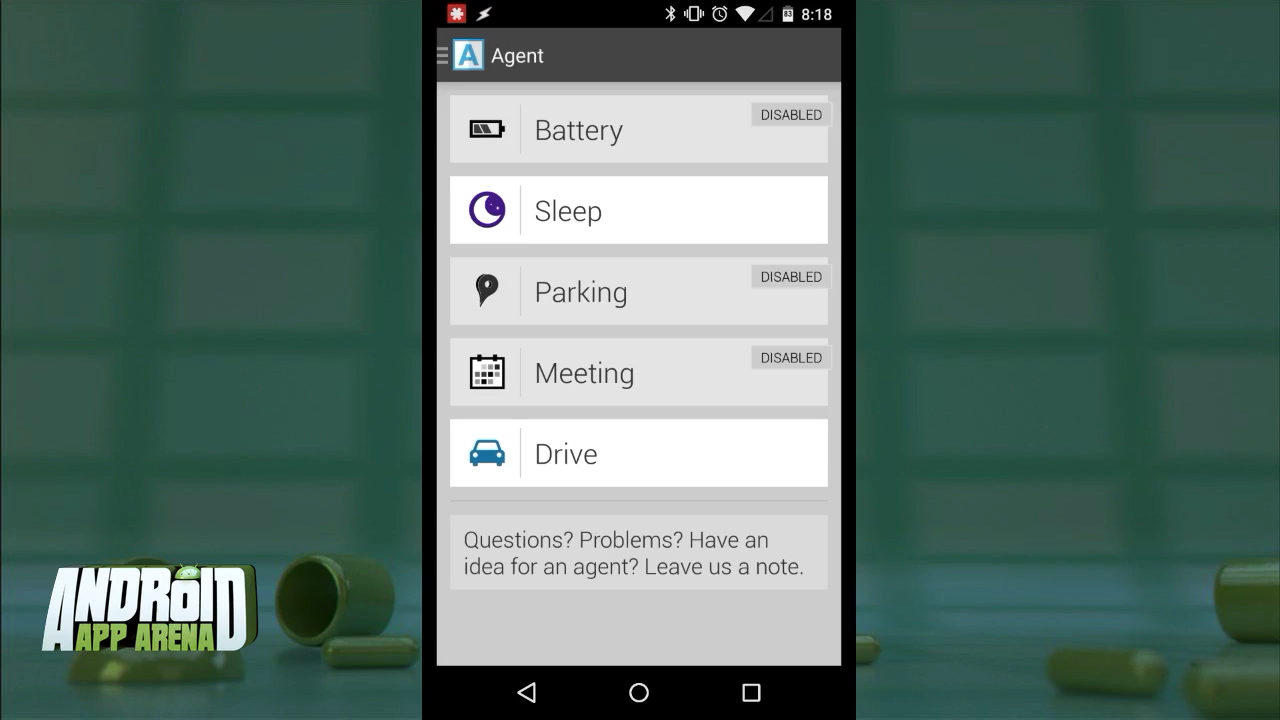 83 8:18
A Agent
Battery
DISABLED
Sleep
Parking
DISABLED
Meeting
DISABLED
Drive
Questions? Problems? Have an
idea for an agent? Leave us a note.
ANDROID
APP ARENA